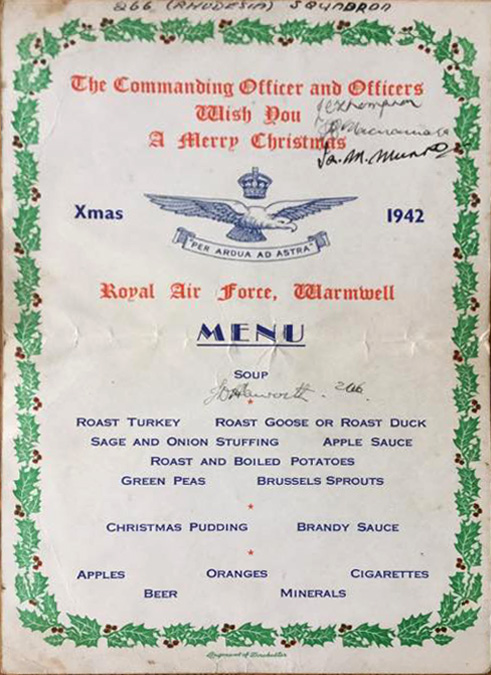 266 (RHODESIA) SQUADRON
The Commanding Officer and Officers
Wish You
A Merry Christmas
Xmas 1942
"PER ARDUA AD ASTRA"
Royal Air Force, Warmwell
MENU
SOUP
266.
*
ROAST TURKEY ROAST GOOSE OR ROAST DUCK
SAGE AND ONION STUFFING APPLE SAUCE
ROAST AND BOILED POTATOES
GREEN PEAS BRUSSELS SPROUTS
*
CHRISTMAS PUDDING BRANDY SAUCE
*
APPLES ORANGES CIGARETTES
BEER MINERALS